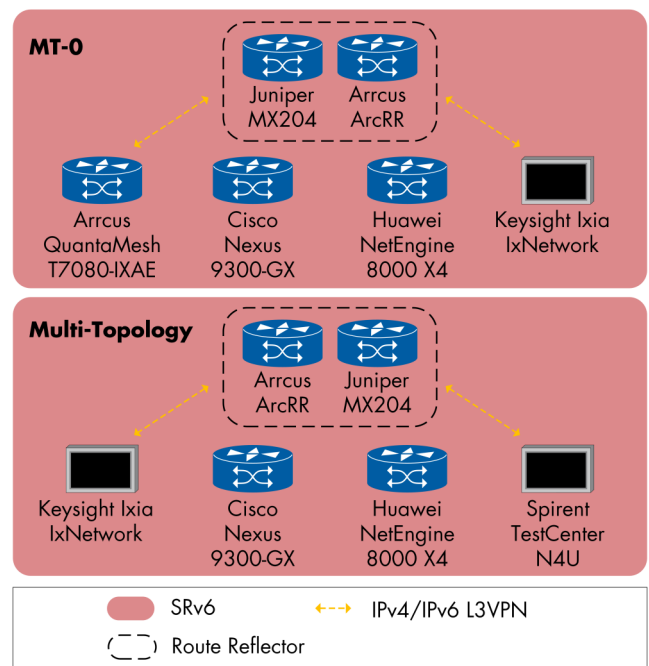 MT-0
Juniper
MX204
Arrcus
ArcRR
Arrcus
QuantaMesh
T7080-IXAE
Cisco
Nexus
9300-GX
Huawei
NetEngine
8000 X4
Keysight Ixia
IxNetwork
Multi-Topology
Arrcus
ArcRR
Juniper
MX204
Keysight Ixia
IxNetwork
Cisco
Nexus
9300-GX
Huawei
NetEngine
8000 X4
Spirent
TestCenter
N4U
SRv6
IPv4/IPv6 L3VPN
Route Reflector